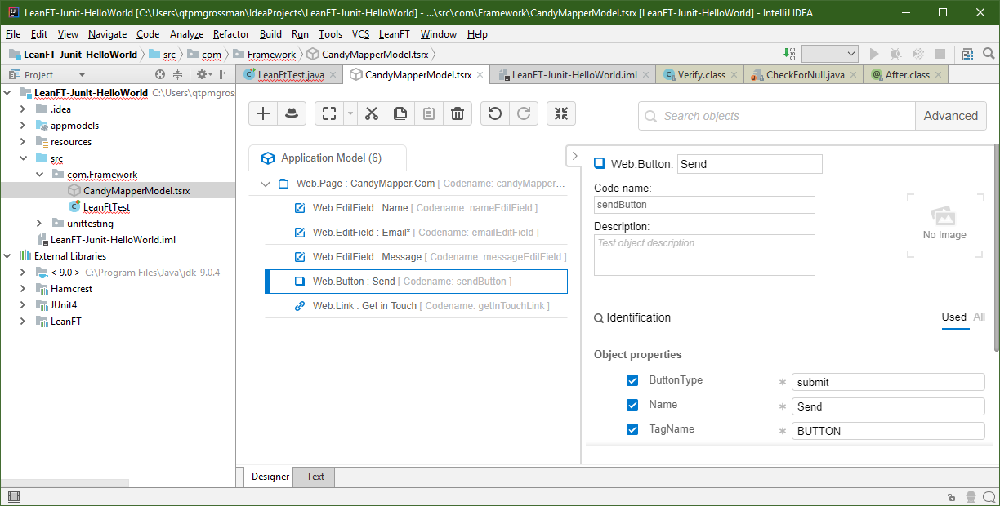 LeanFT-Junit-HelloWorld [C:\Users\qtpmgrossman\IdeaProjects\LeanFT-Junit-HelloWorld] - ...\src\com\Framework\CandyMapperModel.tsrx [LeanFT-Junit-HelloWorld] - IntelliJ IDEA
File Edit View Navigate Code Analyze Refactor Build Run Tools VCS LeanFT Window Help
LeanFT-Junit-HelloWorld src com Framework CandyMapperModel.tsrx
Project LeanFtTest.java CandyMapperModel.tsrx LeanFT-Junit-HelloWorld.iml Verify.class CheckForNull.java After.class
LeanFT-Junit-HelloWorld C:\Users\qtpmgross
.idea
appmodels
resources
src
com.Framework
CandyMapperModel.tsrx
LeanFtTest
unittesting
LeanFT-Junit-HelloWorld.iml
External Libraries
< 9.0 > C:\Program Files\Java\jdk-9.0.4
Hamcrest
JUnit4
LeanFT
Search objects Advanced
Application Model (6)
Web.Page : CandyMapper.Com [ Codename: candyMapper...
Web.EditField : Name [ Codename: nameEditField ]
Web.EditField : Email* [ Codename: emailEditField ]
Web.EditField : Message [ Codename: messageEditField ]
Web.Button : Send [ Codename: sendButton ]
Web.Link : Get in Touch [ Codename: getInTouchLink ]
Web.Button: Send
Code name:
sendButton
Description:
Test object description
No Image
Identification Used All
Object properties
ButtonType * submit
Name * Send
TagName * BUTTON
Designer Text